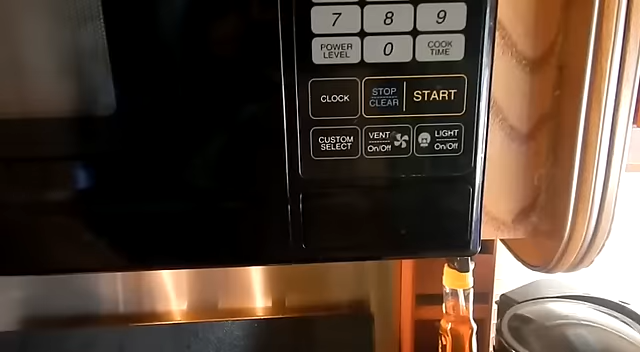 7 8 9
POWER LEVEL 0 COOK TIME
CLOCK STOP CLEAR START
CUSTOM SELECT VENT On/Off LIGHT On/Off